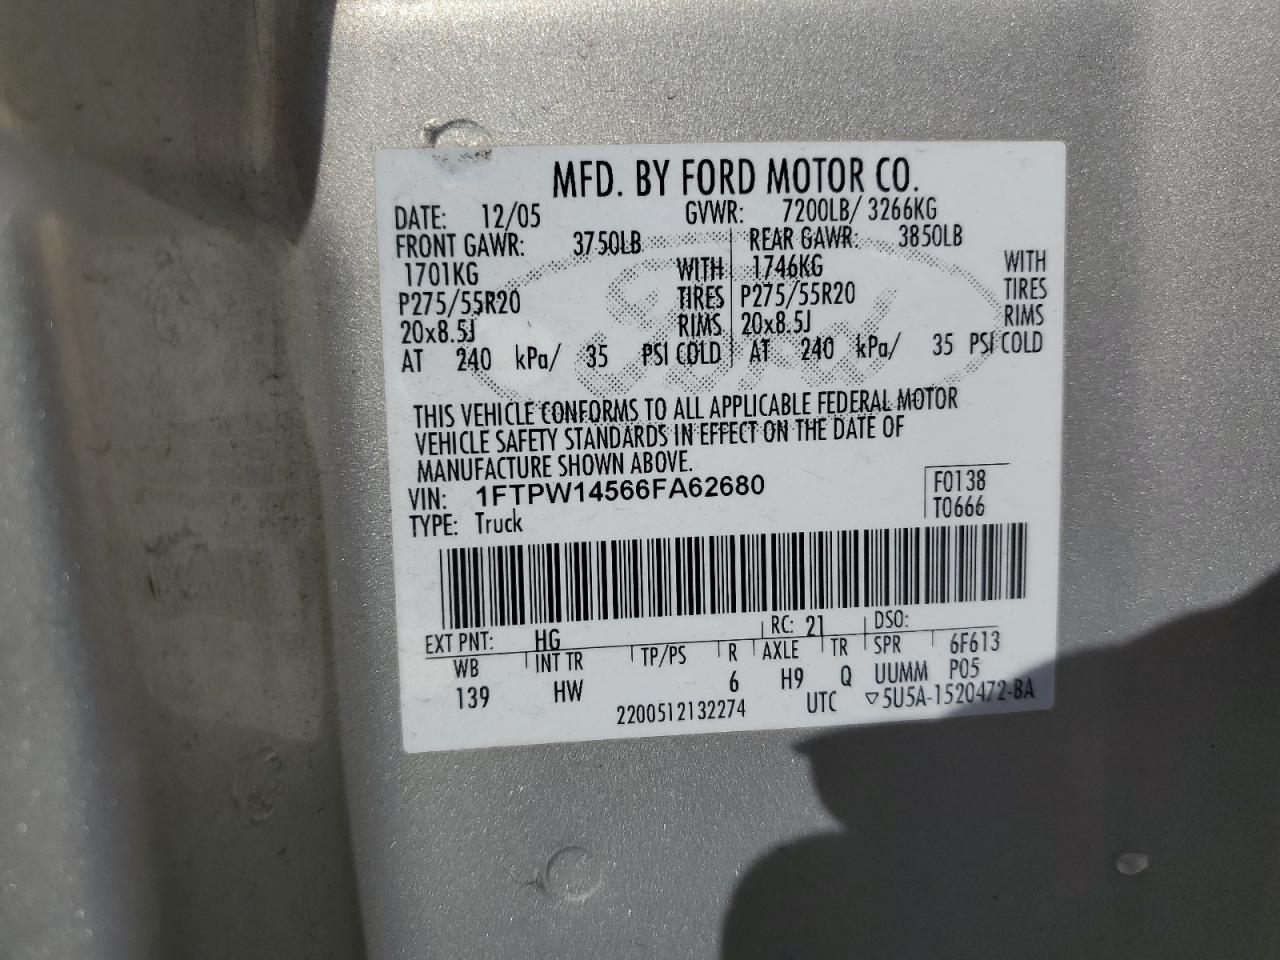 MFD. BY FORD MOTOR CO.
DATE: 12/05 GVWR: 7200LB/ 3266KG
FRONT GAWR: 3750LB REAR GAWR: 3850LB
1701KG WITH 1746KG WITH
P275/55R20 TIRES P275/55R20 TIRES
20x8.5J RIMS 20x8.5J RIMS
AT 240 kPa/ 35 PSI COLD AT 240 kPa/ 35 PSI COLD
THIS VEHICLE CONFORMS TO ALL APPLICABLE FEDERAL MOTOR
VEHICLE SAFETY STANDARDS IN EFFECT ON THE DATE OF
MANUFACTURE SHOWN ABOVE.
VIN: 1FTPW14566FA62680 F0138
TYPE: Truck T0666
EXT PNT: HG RC: 21 DSO:
WB INT TR TP/PS R AXLE TR SPR 6F613
139 HW 6 H9 Q UUMM P05
2200512132274 UTC ▽5U5A-1520472-BA